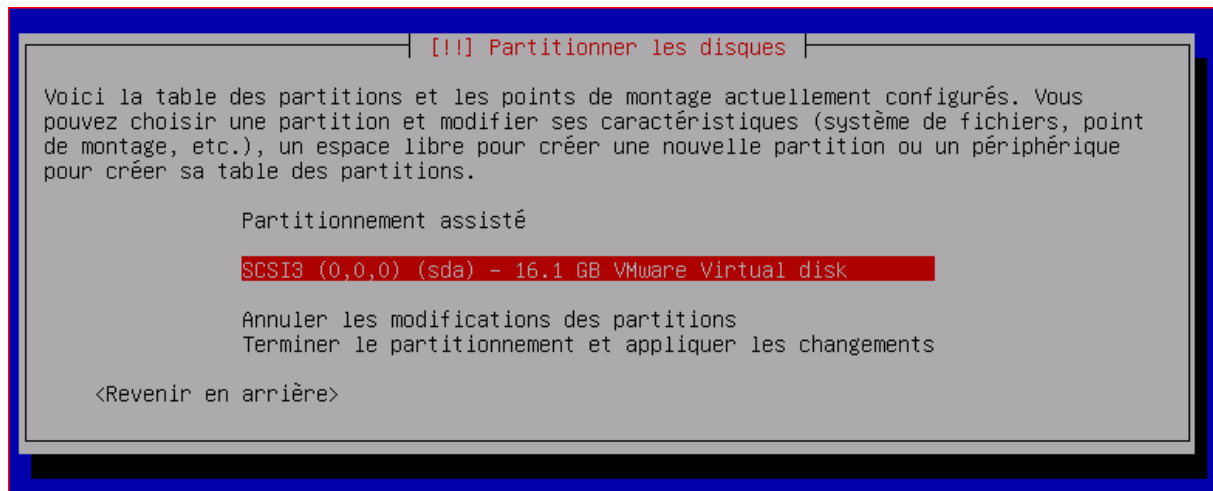 [!!] Partitionner les disques
Voici la table des partitions et les points de montage actuellement configurés. Vous
pouvez choisir une partition et modifier ses caractéristiques (système de fichiers, point
de montage, etc.), un espace libre pour créer une nouvelle partition ou un périphérique
pour créer sa table des partitions.
Partitionnement assisté
SCSI3 (0,0,0) (sda) – 16.1 GB VMware Virtual disk
Annuler les modifications des partitions
Terminer le partitionnement et appliquer les changements
<Revenir en arrière>